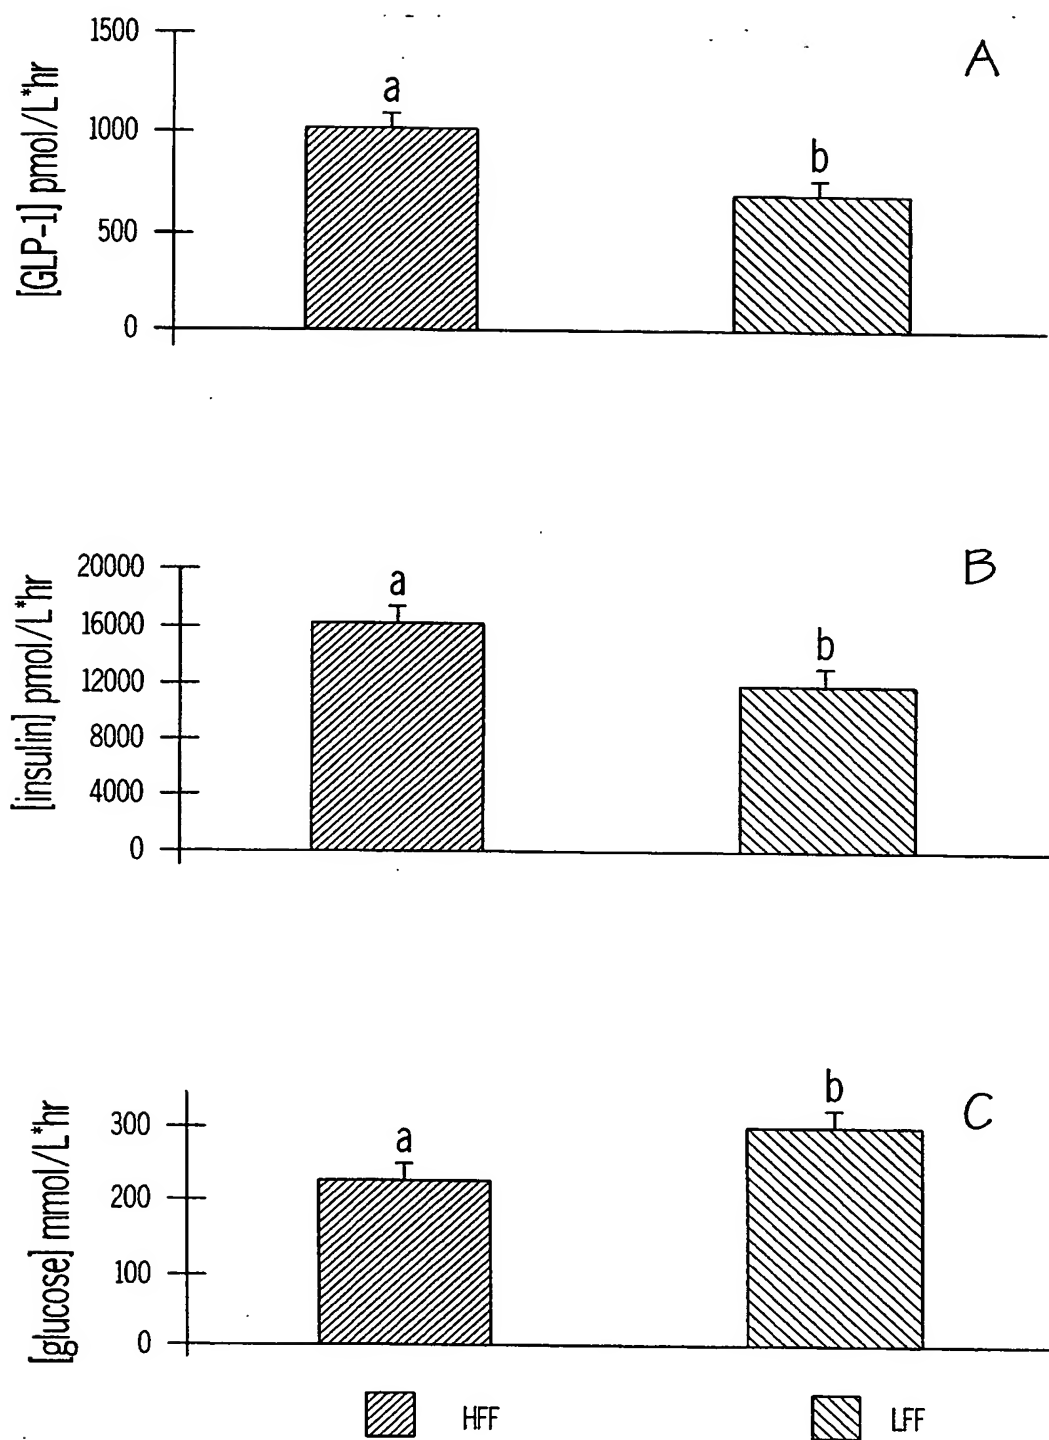 A
[GLP-1] pmol/L*hr
1500
1000
500
0
a
b
B
[insulin] pmol/L*hr
20000
16000
12000
8000
4000
0
a
b
C
[glucose] mmol/L*hr
300
200
100
0
a
b
HFF
LFF